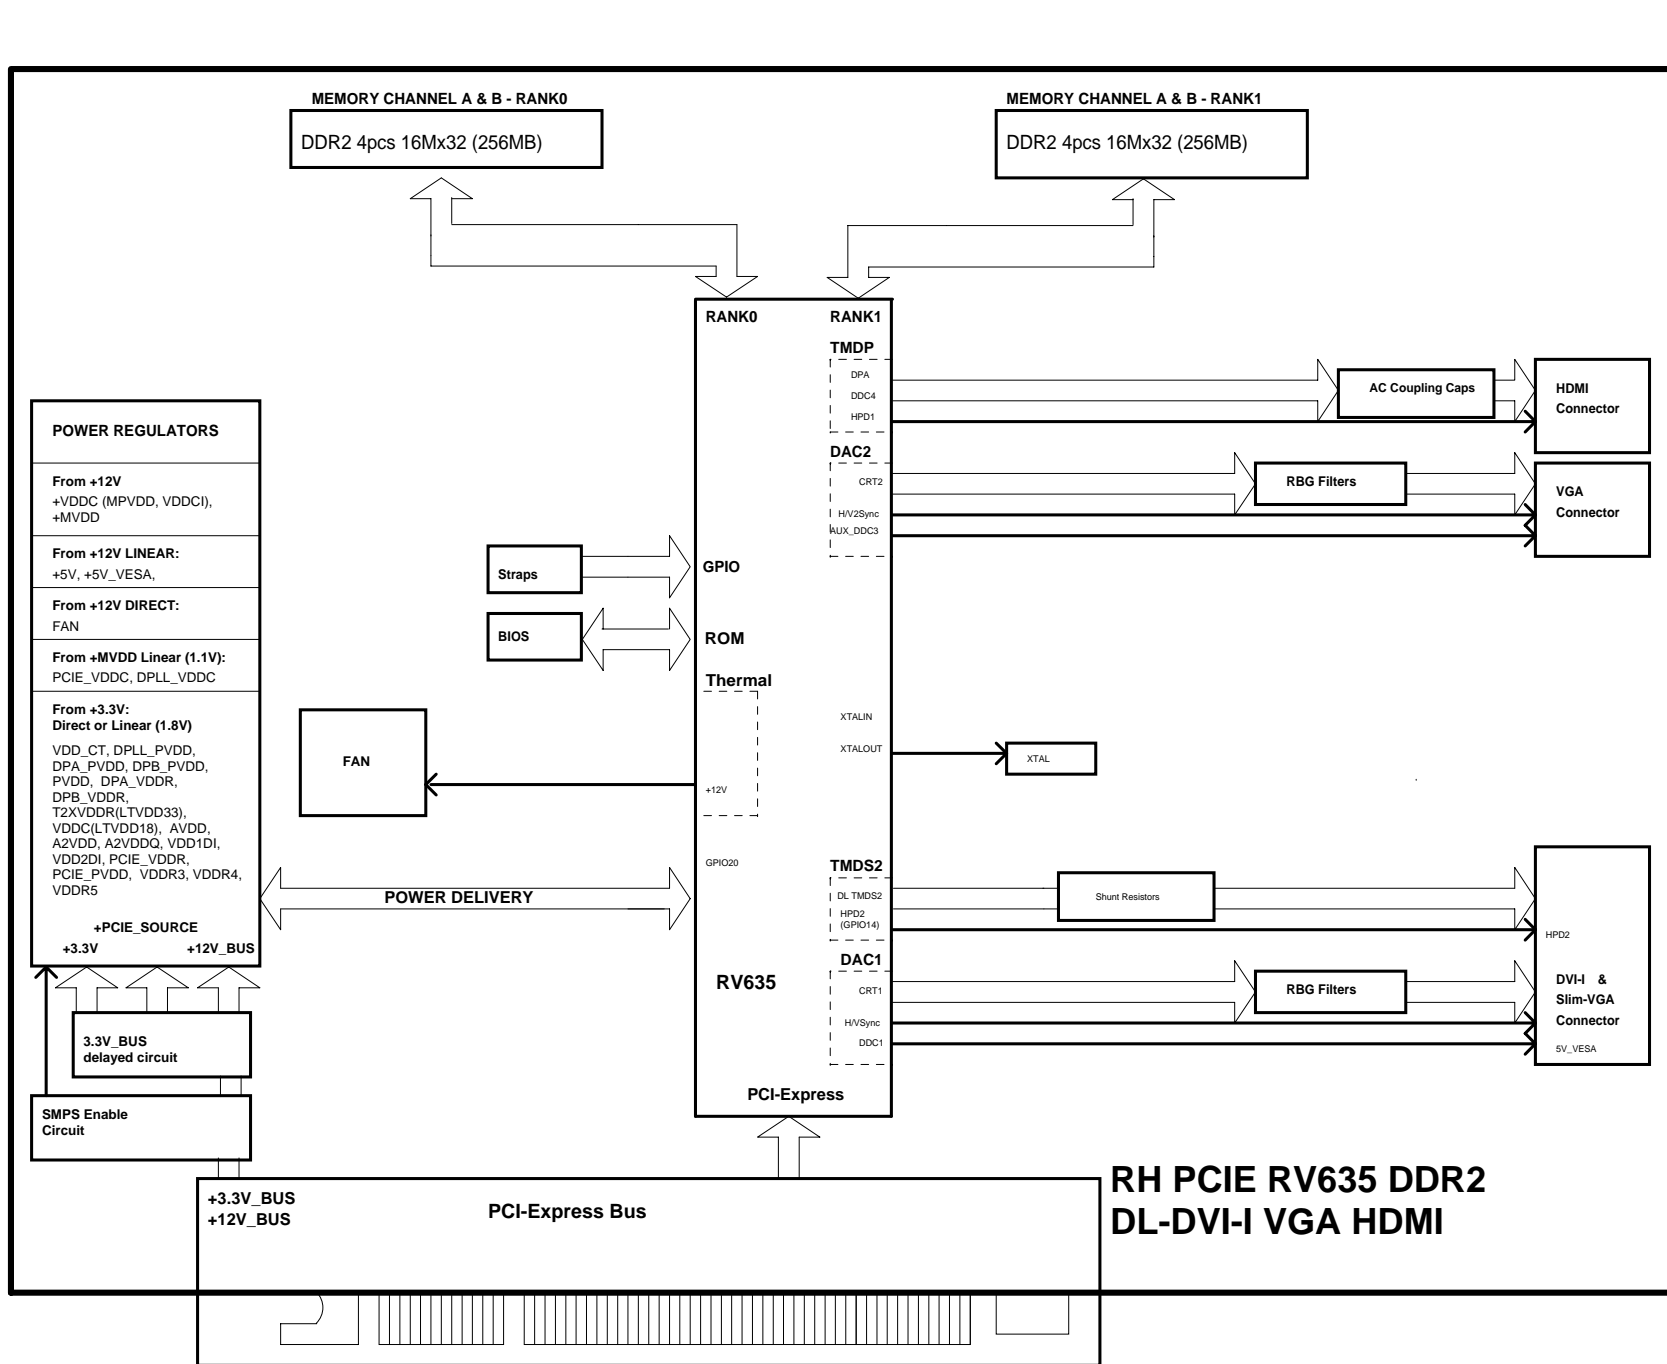 MEMORY CHANNEL A & B - RANK0
DDR2 4pcs 16Mx32 (256MB)
MEMORY CHANNEL A & B - RANK1
DDR2 4pcs 16Mx32 (256MB)
RANK0
RANK1
TMDP
DPA
DDC4
HPD1
AC Coupling Caps
HDMI
Connector
DAC2
CRT2
H/V2Sync
AUX_DDC3
RBG Filters
VGA
Connector
POWER REGULATORS
From +12V
+VDDC (MPVDD, VDDCI),
+MVDD
From +12V LINEAR:
+5V, +5V_VESA,
From +12V DIRECT:
FAN
From +MVDD Linear (1.1V):
PCIE_VDDC, DPLL_VDDC
From +3.3V:
Direct or Linear (1.8V)
VDD_CT, DPLL_PVDD,
DPA_PVDD, DPB_PVDD,
PVDD, DPA_VDDR,
DPB_VDDR,
T2XVDDR(LTVDD33),
VDDC(LTVDD18), AVDD,
A2VDD, A2VDDQ, VDD1DI,
VDD2DI, PCIE_VDDR,
PCIE_PVDD, VDDR3, VDDR4,
VDDR5
+PCIE_SOURCE
+3.3V
+12V_BUS
Straps
GPIO
BIOS
ROM
Thermal
FAN
+12V
GPIO20
XTALIN
XTALOUT
XTAL
POWER DELIVERY
TMDS2
DL TMDS2
HPD2
(GPIO14)
Shunt Resistors
HPD2
DAC1
CRT1
H/VSync
DDC1
RBG Filters
DVI-I &
Slim-VGA
Connector
5V_VESA
RV635
PCI-Express
3.3V_BUS
delayed circuit
SMPS Enable
Circuit
+3.3V_BUS
+12V_BUS
PCI-Express Bus
RH PCIE RV635 DDR2
DL-DVI-I VGA HDMI